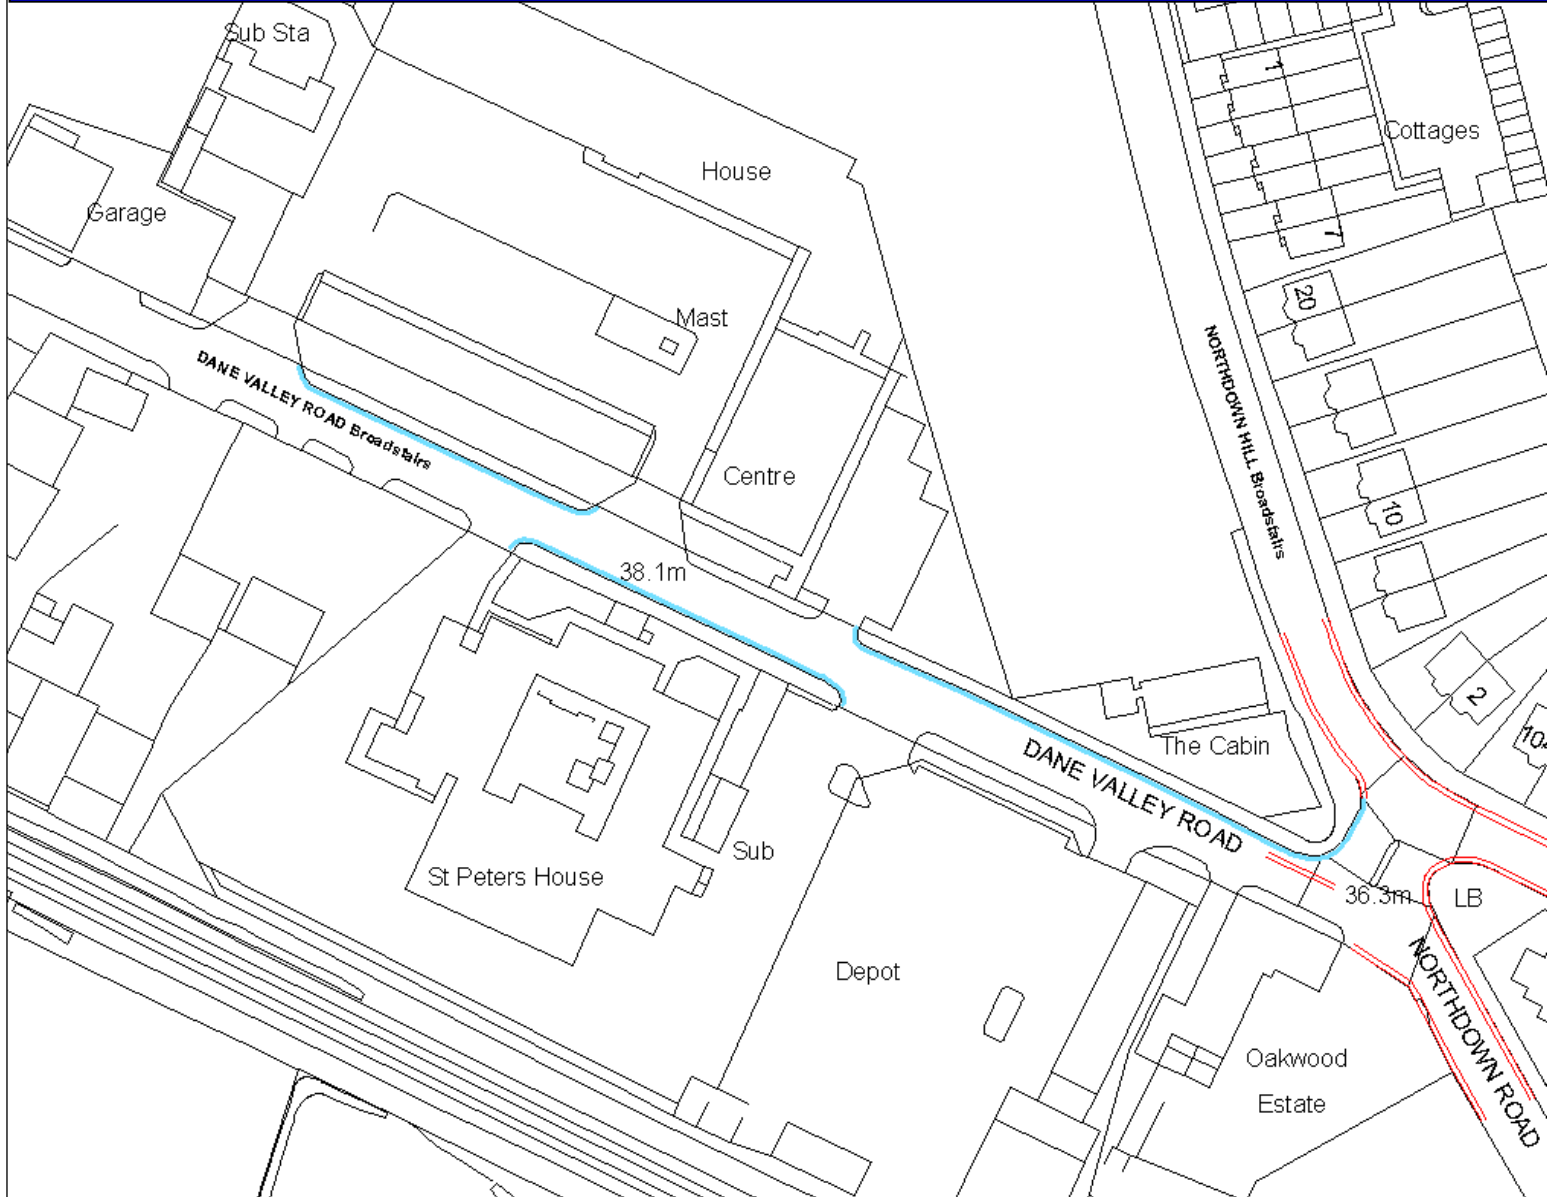 Sub Sta
1
Cottages
House
Garage
7
20
Mast
NORTHDOWN HILL Broadstairs
DANE VALLEY ROAD Broadstairs
Centre
10
38.1m
2
104
The Cabin
DANE VALLEY ROAD
Sub
St Peters House
36.3m
LB
Depot
NORTHDOWN ROAD
Oakwood
Estate